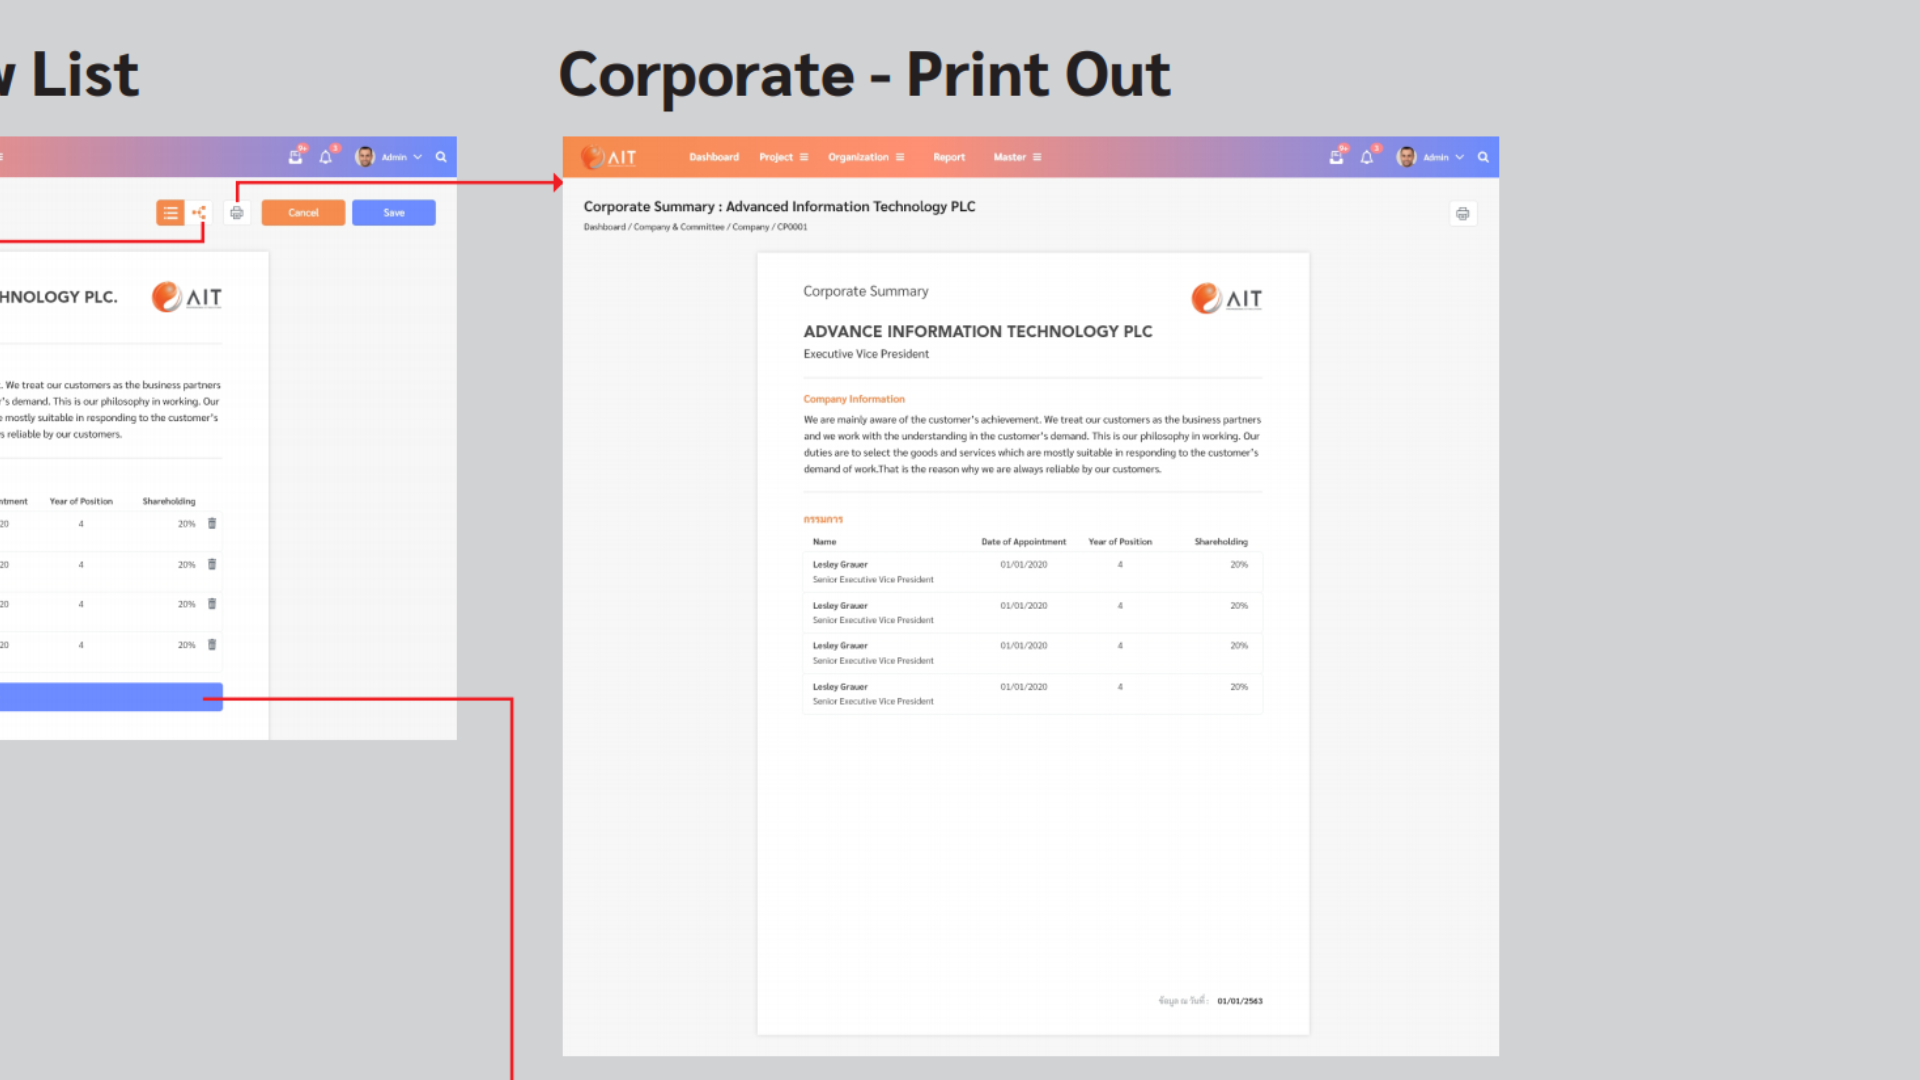 List
Corporate - Print Out
9+
3
Admin
Cancel
Save
HNOLOGY PLC.
AIT
. We treat our customers as the business partners
's demand. This is our philosophy in working. Our
mostly suitable in responding to the customer's
s reliable by our customers.
ntment Year of Position Shareholding
20 4 20%
20 4 20%
20 4 20%
20 4 20%
AIT
Dashboard
Project
Organization
Report
Master
9+
3
Admin
Corporate Summary : Advanced Information Technology PLC
Dashboard / Company & Committee / Company / CP0001
Corporate Summary
AIT
ADVANCE INFORMATION TECHNOLOGY PLC
Executive Vice President
Company Information
We are mainly aware of the customer's achievement. We treat our customers as the business partners
and we work with the understanding in the customer's demand. This is our philosophy in working. Our
duties are to select the goods and services which are mostly suitable in responding to the customer's
demand of work.That is the reason why we are always reliable by our customers.
กรรมการ
Name Date of Appointment Year of Position Shareholding
Lesley Grauer 01/01/2020 4 20%
Senior Executive Vice President
Lesley Grauer 01/01/2020 4 20%
Senior Executive Vice President
Lesley Grauer 01/01/2020 4 20%
Senior Executive Vice President
Lesley Grauer 01/01/2020 4 20%
Senior Executive Vice President
ข้อมูล ณ วันที่ : 01/01/2563